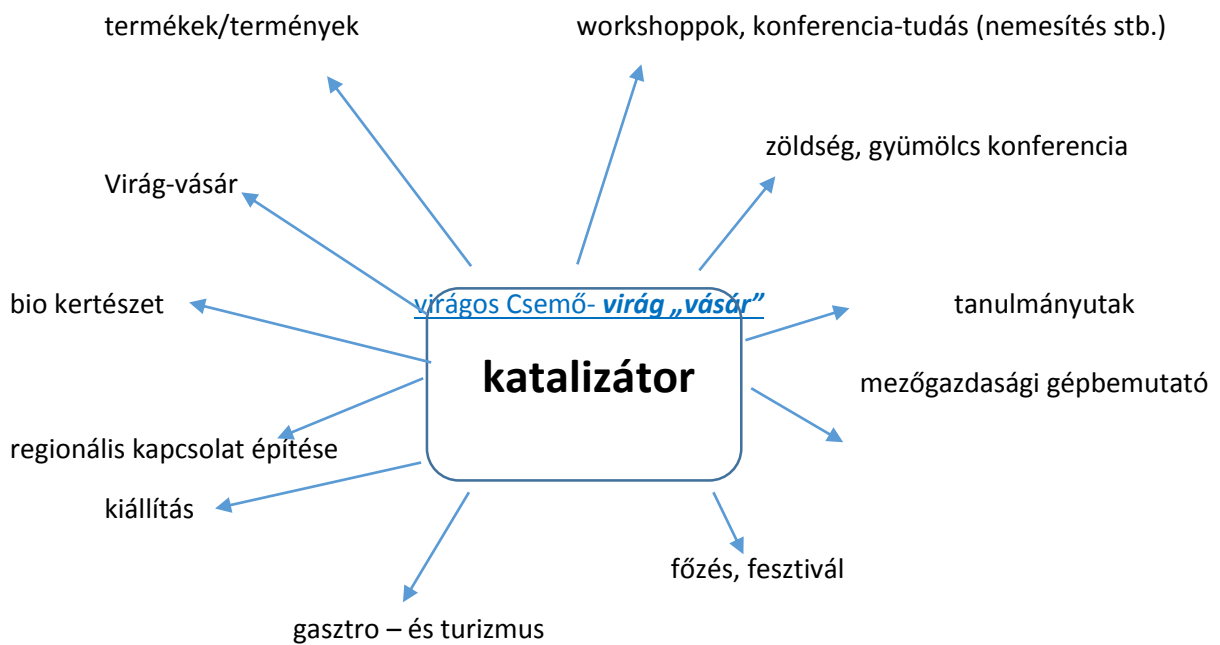 termékek/termények
workshoppok, konferencia-tudás (nemesítés stb.)
zöldség, gyümölcs konferencia
Virág-vásár
bio kertészet
virágos Csemő- virág „vásár”
tanulmányutak
katalizátor
mezőgazdasági gépbemutató
regionális kapcsolat építése
kiállítás
főzés, fesztivál
gasztro – és turizmus